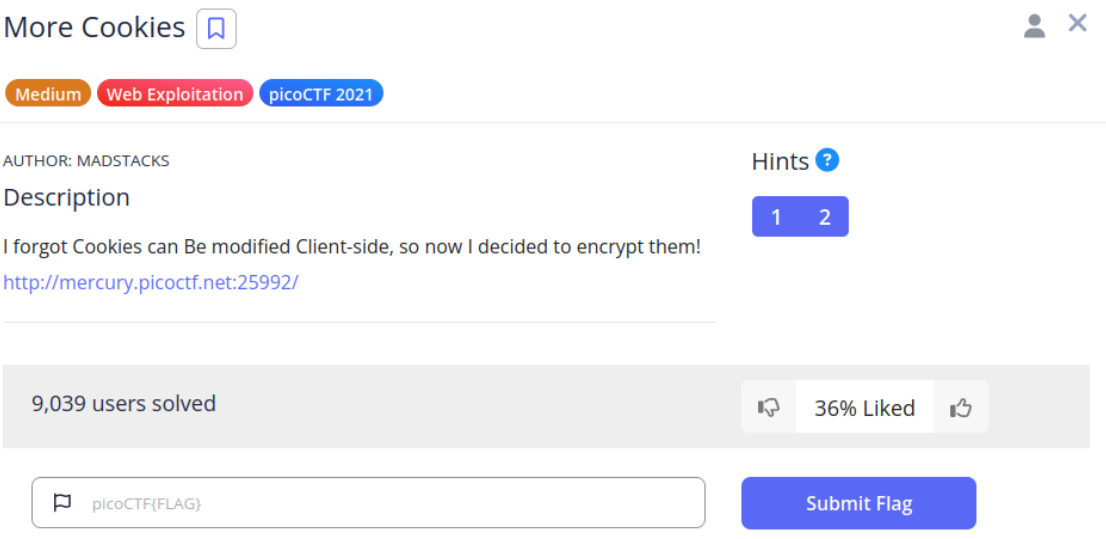 More Cookies
Medium Web Exploitation picoCTF 2021
AUTHOR: MADSTACKS
Description
I forgot Cookies can Be modified Client-side, so now I decided to encrypt them!
http://mercury.picoctf.net:25992/
Hints ?
1 2
9,039 users solved
36% Liked
picoCTF{FLAG}
Submit Flag